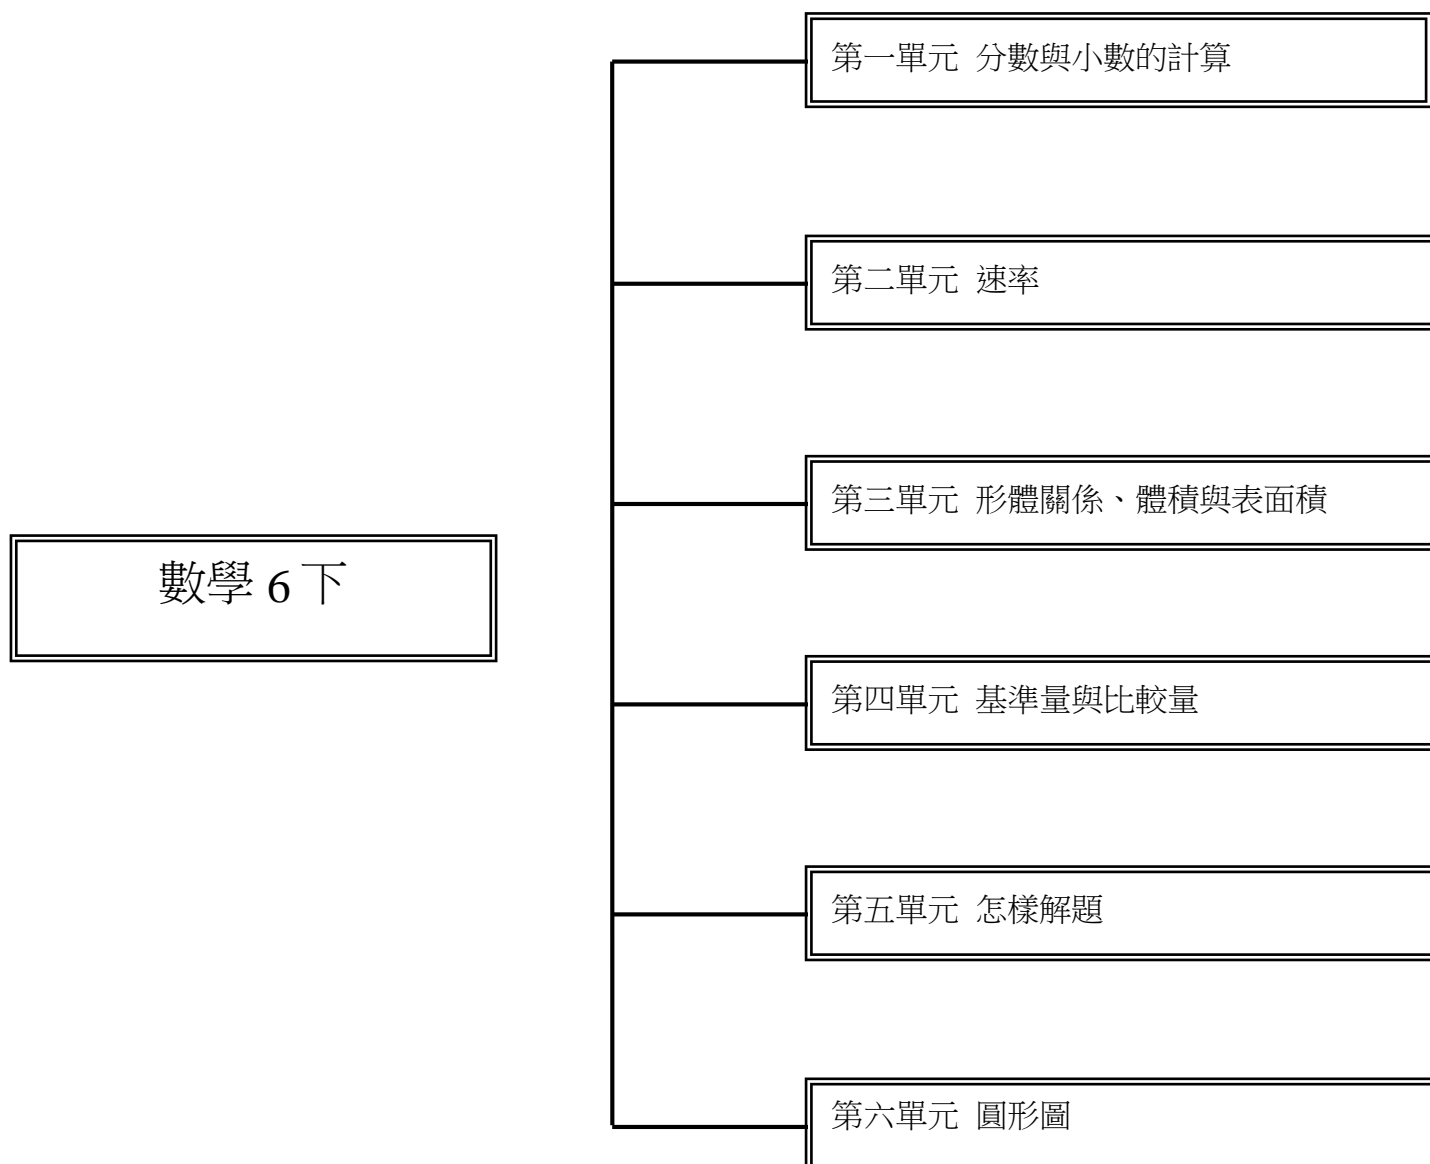 第一單元 分數與小數的計算
第二單元 速率
第三單元 形體關係、體積與表面積
數學 6 下
第四單元 基準量與比較量
第五單元 怎樣解題
第六單元 圓形圖